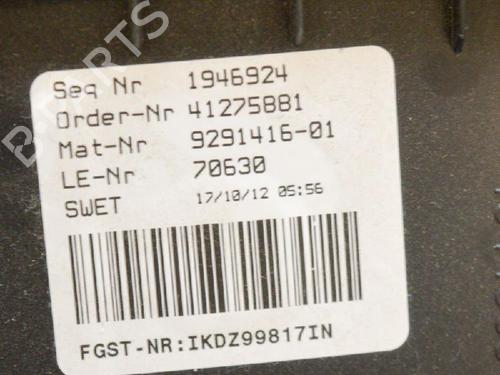 B-PARTS
Seq Nr 1946924
Order-Nr 41275881
Mat-Nr 9291416-01
LE-Nr 70630
SWET 17/10/12 05:56
FGST-NR:IKDZ99817IN